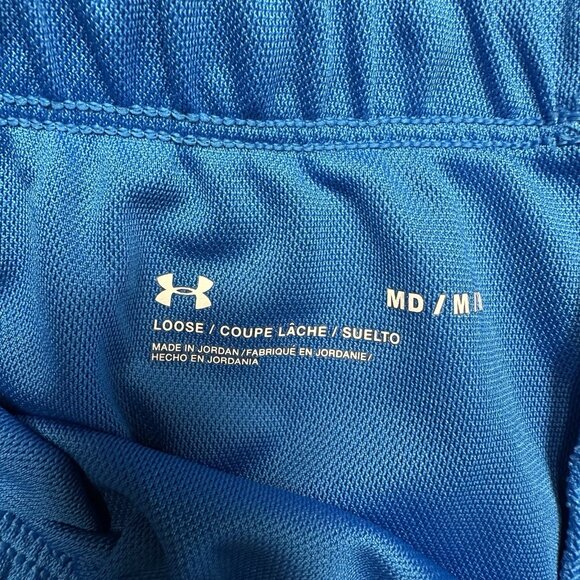 MD / M
LOOSE / COUPE LÂCHE / SUELTO
MADE IN JORDAN / FABRIQUÉ EN JORDANIE /
HECHO EN JORDANIA